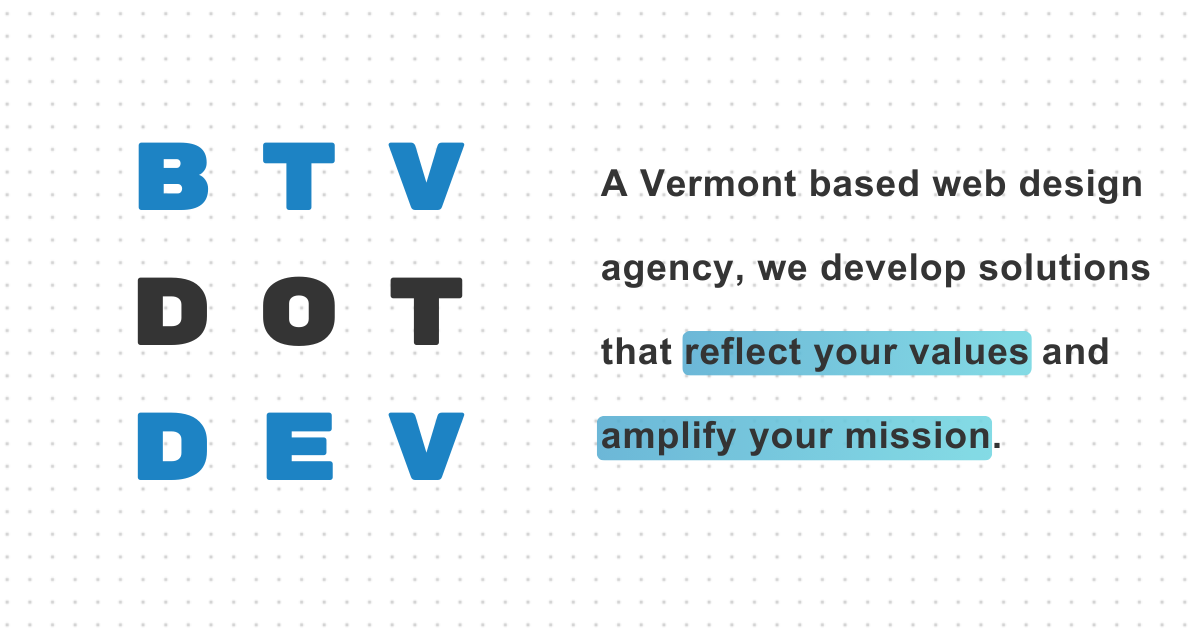 B T V
D O T
D E V
A Vermont based web design
agency, we develop solutions
that reflect your values and
amplify your mission.